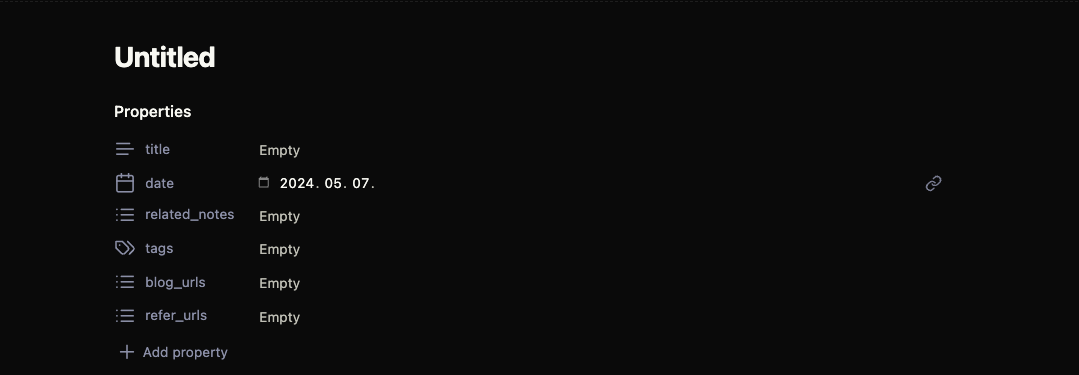 Untitled
Properties
title Empty
date 2024. 05. 07.
related_notes Empty
tags Empty
blog_urls Empty
refer_urls Empty
Add property